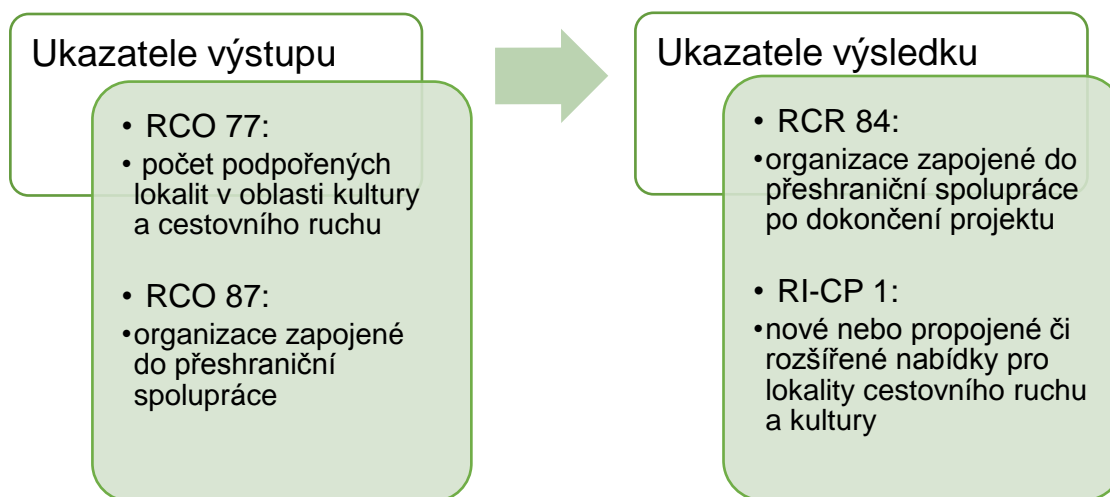 Ukazatele výstupu
• RCO 77:
• počet podpořených
lokalit v oblasti kultury
a cestovního ruchu
• RCO 87:
•organizace zapojené
do přeshraniční
spolupráce
Ukazatele výsledku
• RCR 84:
•organizace zapojené do
přeshraniční spolupráce
po dokončení projektu
• RI-CP 1:
•nové nebo propojené či
rozšířené nabídky pro
lokality cestovního ruchu
a kultury